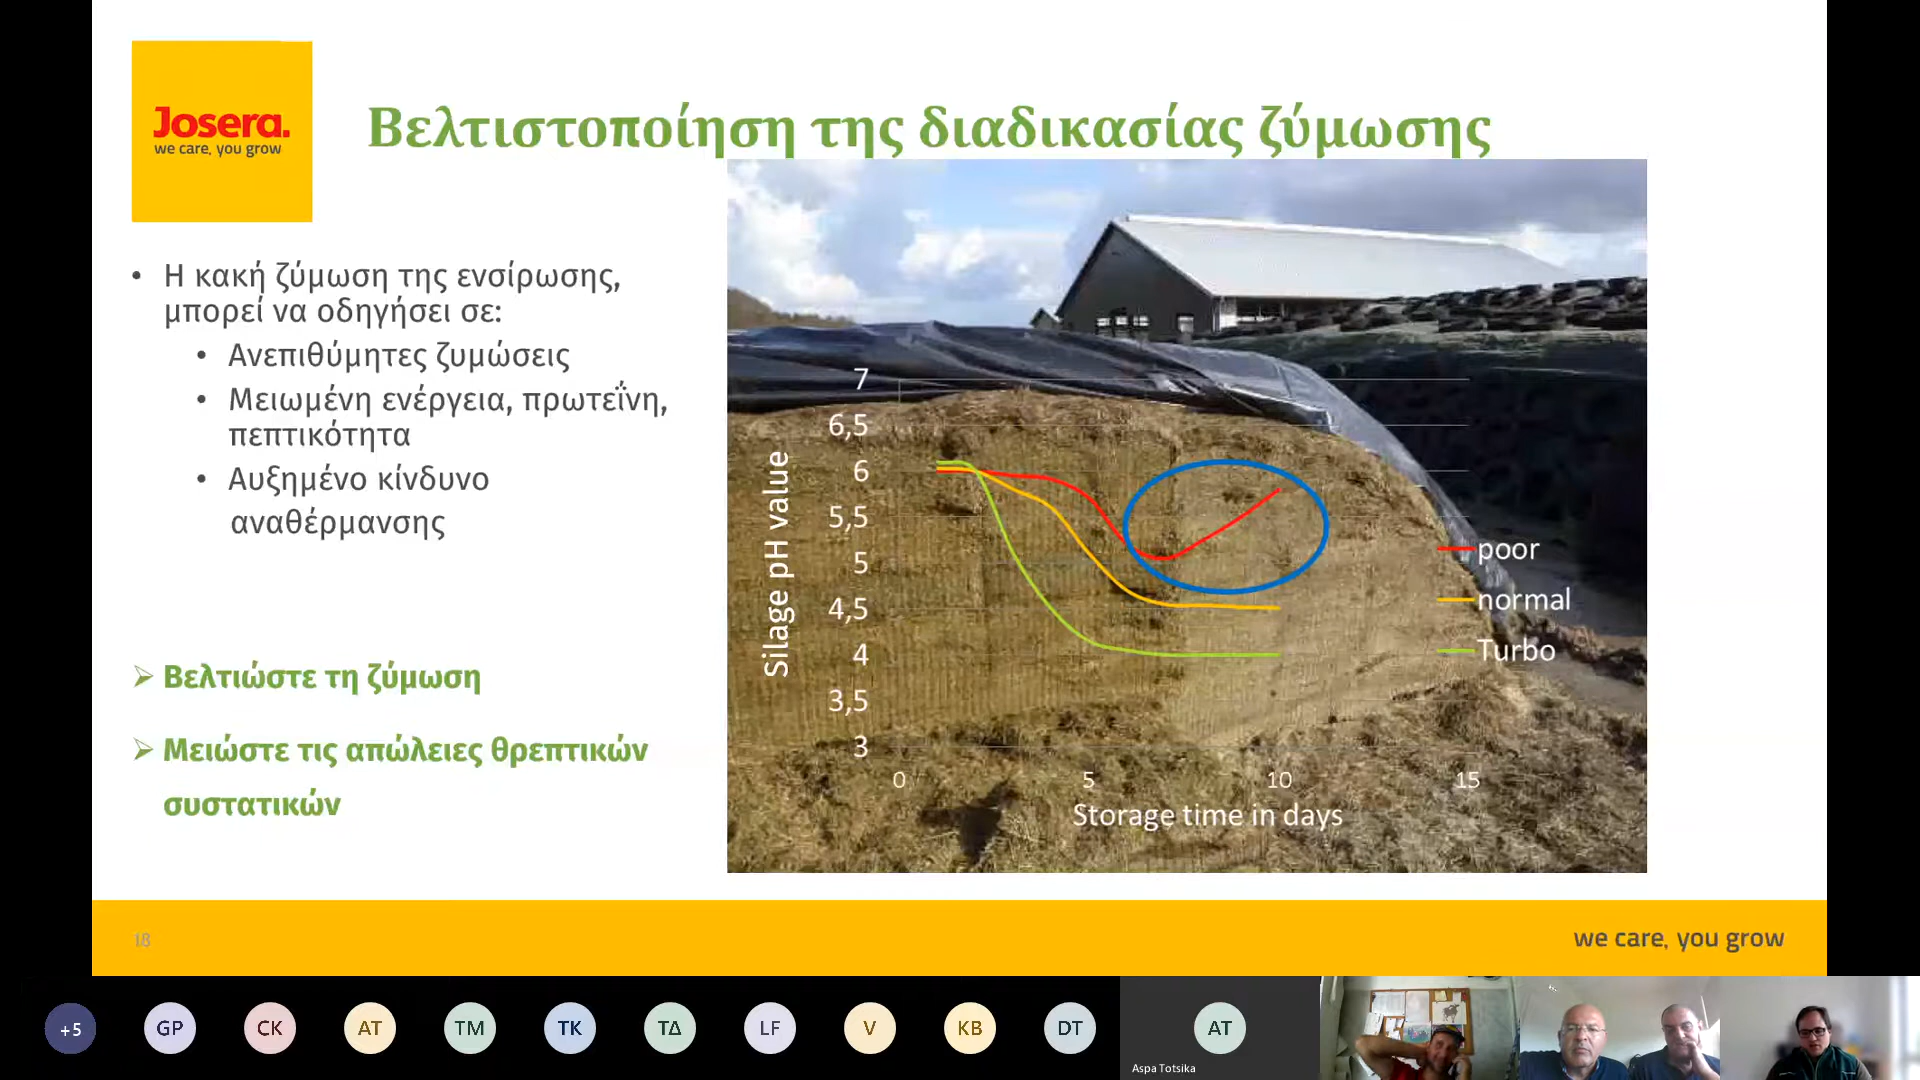 Josera.
we care, you grow
Βελτιστοποίηση της διαδικασίας ζύμωσης
• Η κακή ζύμωση της ενσίρωσης,
μπορεί να οδηγήσει σε:
• Ανεπιθύμητες ζυμώσεις
• Μειωμένη ενέργεια, πρωτεΐνη,
πεπτικότητα
• Αυξημένο κίνδυνο
αναθέρμανσης
➢ Βελτιώστε τη ζύμωση
➢ Μειώστε τις απώλειες θρεπτικών
συστατικών
Silage pH value
7
6,5
6
5,5
5
4,5
4
3,5
3
0 5 10 15
Storage time in days
poor
normal
Turbo
18
we care, you grow
+5 GP CK AT TM TK ΤΔ LF V KB DT AT
Aspa Totsika